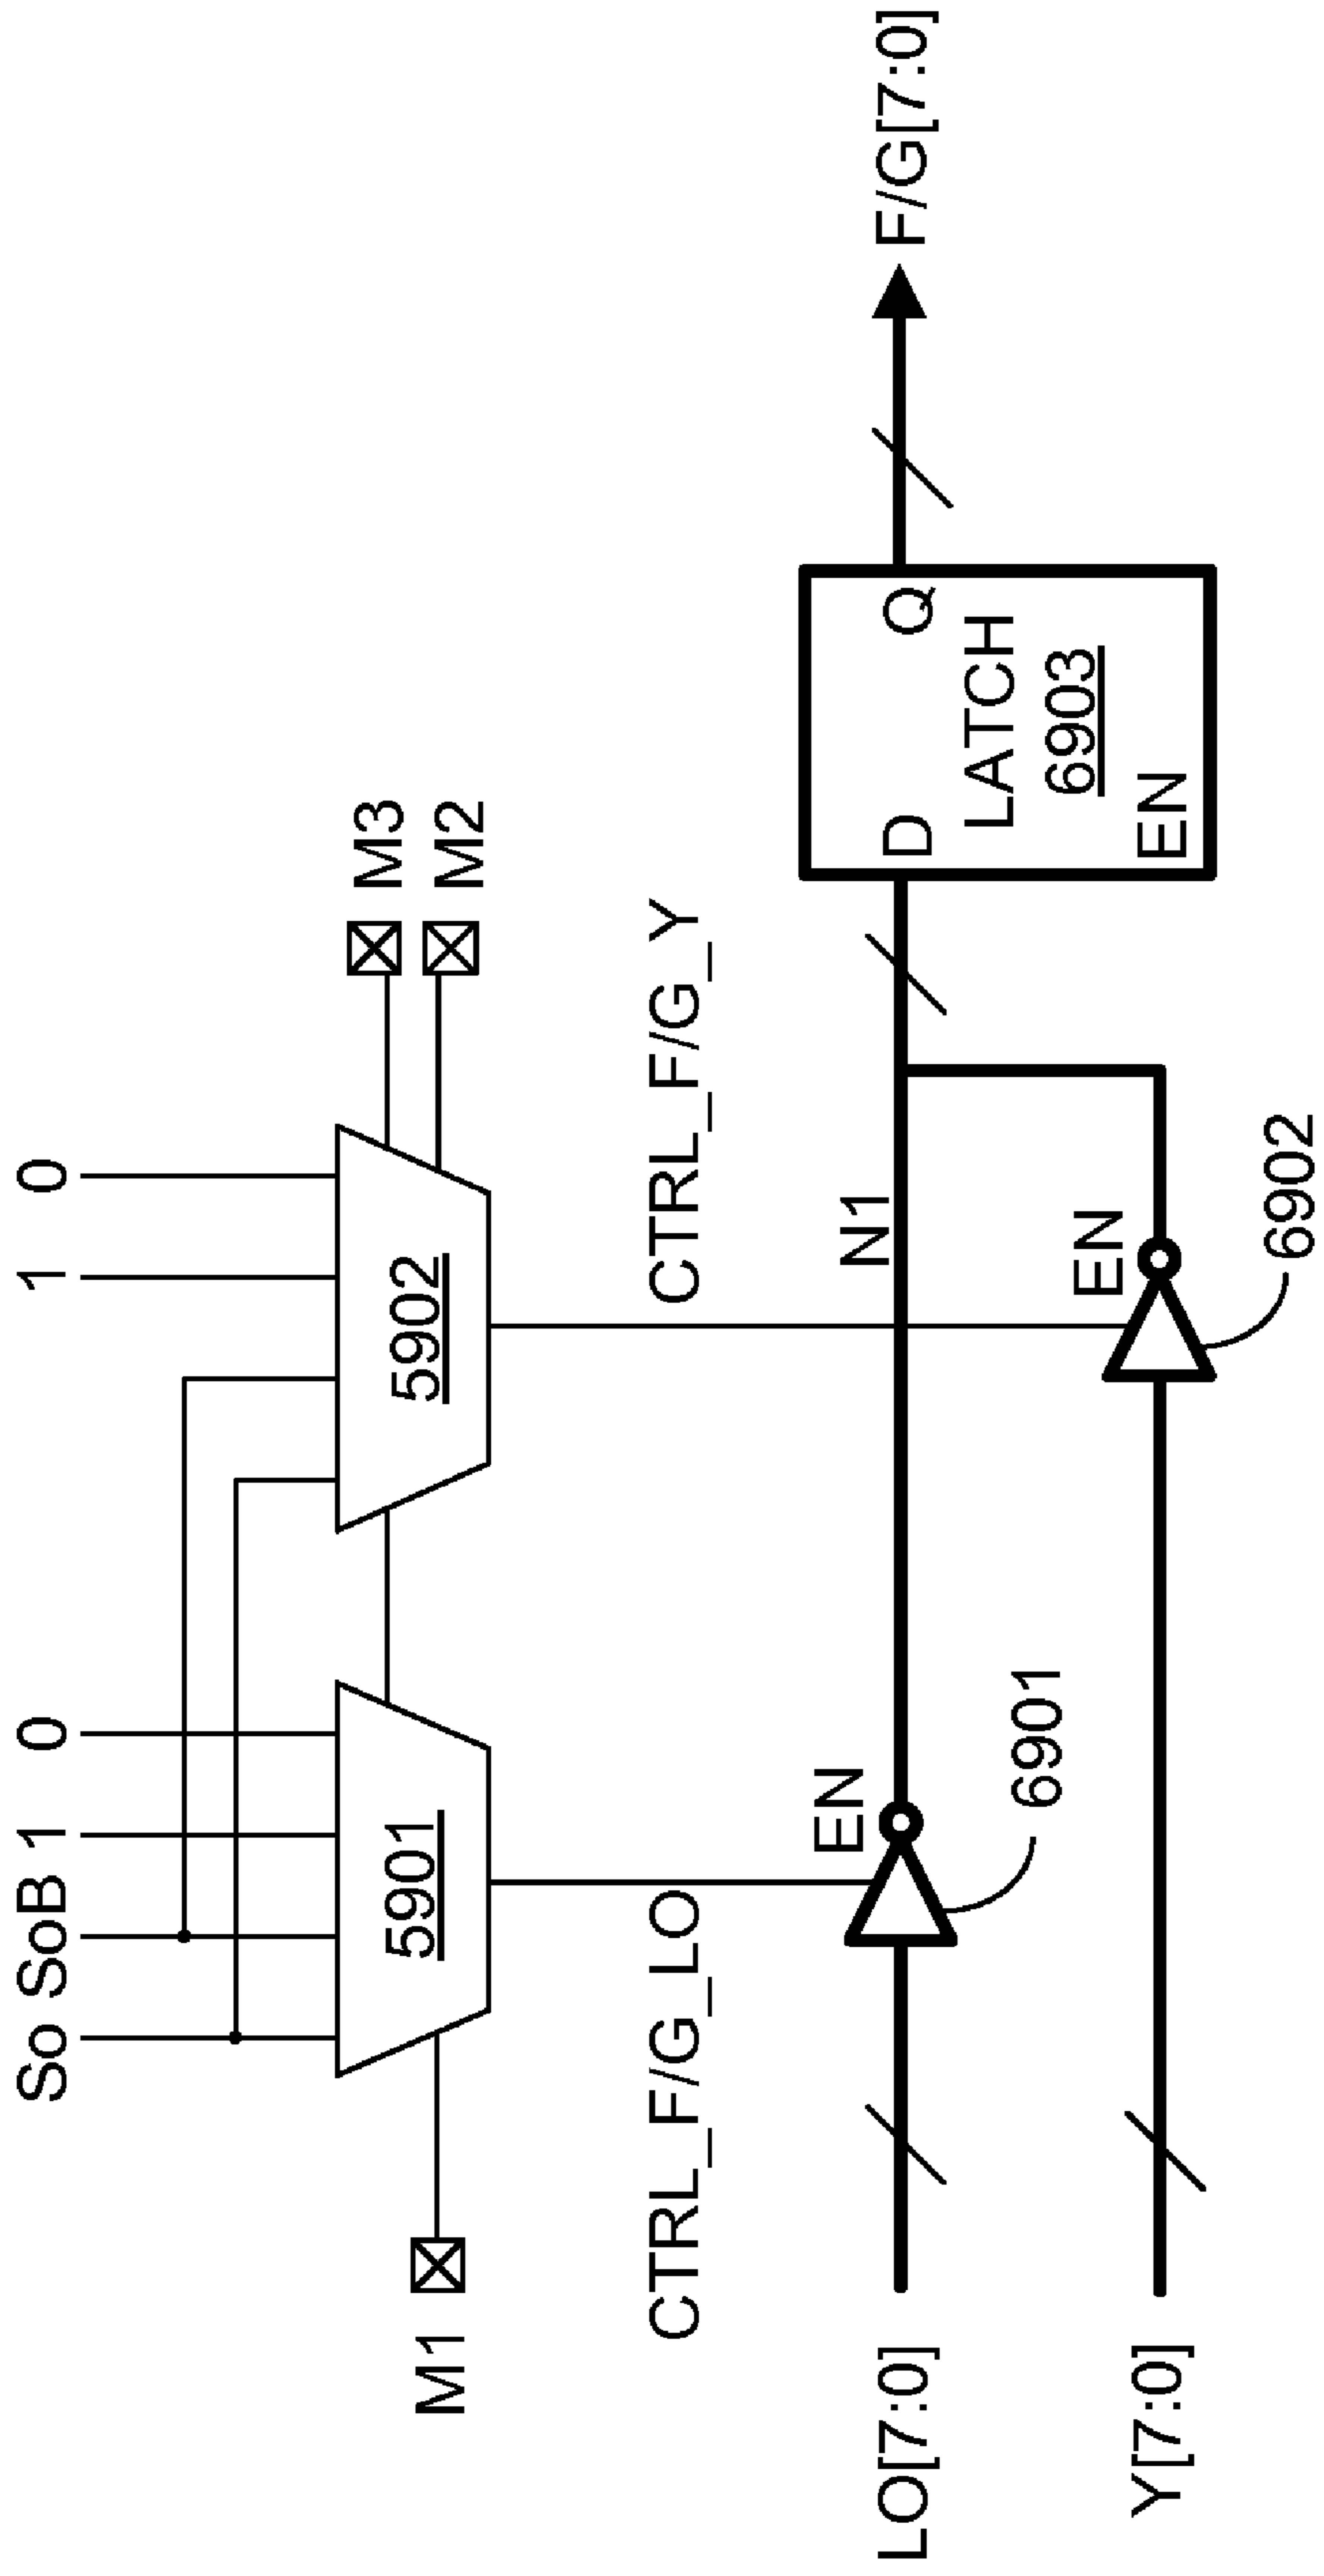 So SoB 1 0
1 0
5901
5902
M3
M2
M1
CTRL_F/G_LO
CTRL_F/G_Y
EN
N1
LO[7:0]
6901
D
Q
LATCH
6903
EN
F/G[7:0]
EN
Y[7:0]
6902